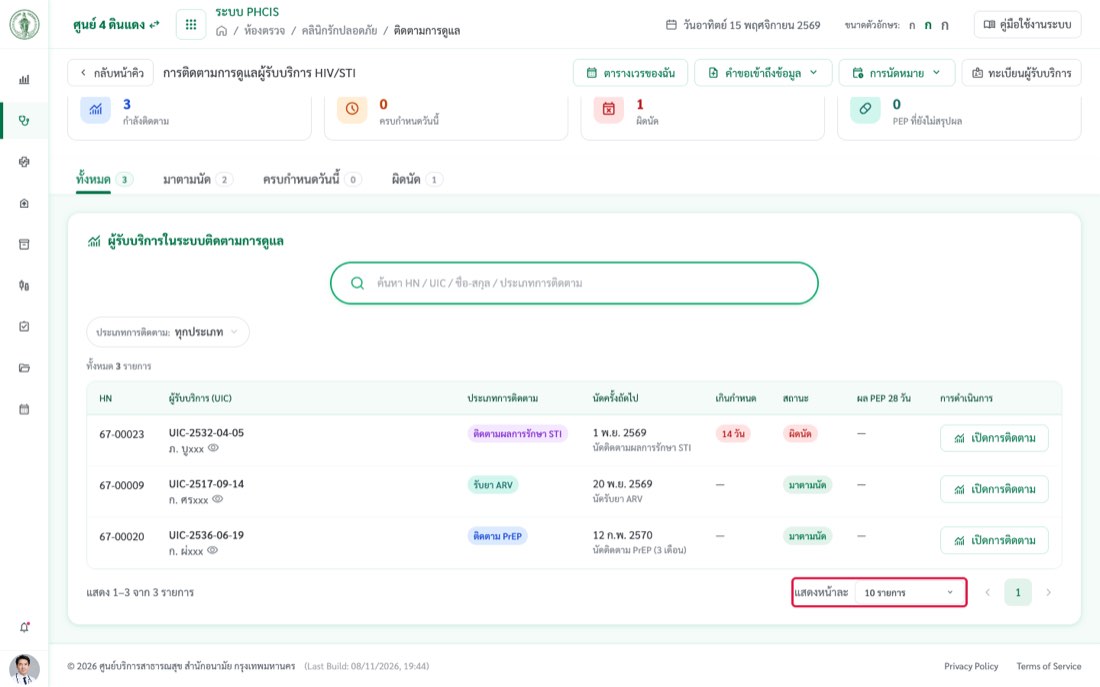 ศูนย์ 4 ดินแดง
ระบบ PHCIS
ห้องตรวจ / คลินิกรักปลอดภัย / ติดตามการดูแล
วันอาทิตย์ 15 พฤศจิกายน 2569
ขนาดตัวอักษร: ก ก ก
คู่มือใช้งานระบบ
กลับหน้าคิว
การติดตามการดูแลผู้รับบริการ HIV/STI
ตารางเวรของฉัน
คำขอเข้าถึงข้อมูล
การนัดหมาย
ทะเบียนผู้รับบริการ
3
กำลังติดตาม
0
ครบกำหนดวันนี้
1
ผิดนัด
0
PEP ที่ยังไม่สรุปผล
ทั้งหมด 3
มาตามนัด 2
ครบกำหนดวันนี้ 0
ผิดนัด 1
ผู้รับบริการในระบบติดตามการดูแล
ค้นหา HN / UIC / ชื่อ-สกุล / ประเภทการติดตาม
ประเภทการติดตาม: ทุกประเภท
ทั้งหมด 3 รายการ
HN ผู้รับบริการ (UIC) ประเภทการติดตาม นัดครั้งถัดไป เกินกำหนด สถานะ ผล PEP 28 วัน การดำเนินการ
67-00023 UIC-2532-04-05 ติดตามผลการรักษา STI 1 พ.ย. 2569 14 วัน ผิดนัด — เปิดการติดตาม
ภ. บูxxx นัดติดตามผลการรักษา STI
67-00009 UIC-2517-09-14 รับยา ARV 20 พ.ย. 2569 — มาตามนัด — เปิดการติดตาม
ก. ศรxxx นัดรับยา ARV
67-00020 UIC-2536-06-19 ติดตาม PrEP 12 ก.พ. 2570 — มาตามนัด — เปิดการติดตาม
ก. ผ่xxx นัดติดตาม PrEP (3 เดือน)
แสดง 1–3 จาก 3 รายการ
แสดงหน้าละ 10 รายการ
1
© 2026 ศูนย์บริการสาธารณสุข สำนักอนามัย กรุงเทพมหานคร (Last Build: 08/11/2026, 19:44)
Privacy Policy
Terms of Service